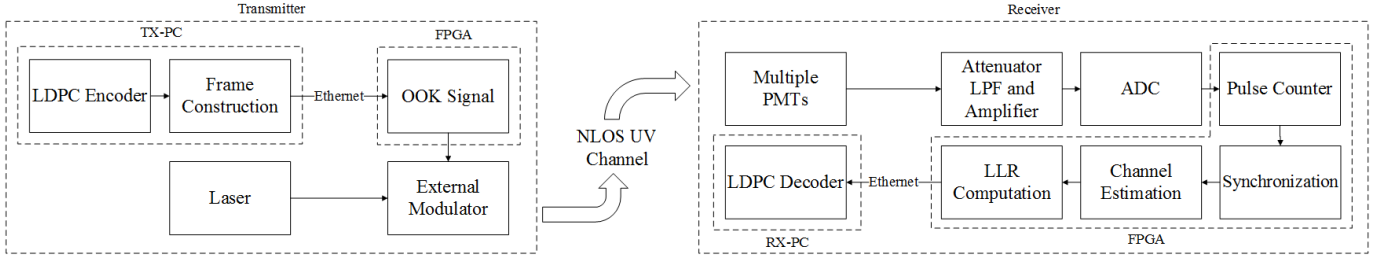 Transmitter
TX-PC
FPGA
LDPC Encoder
Frame
Construction
Ethernet
OOK Signal
Laser
External
Modulator
NLOS UV
Channel
Receiver
Multiple
PMTs
Attenuator
LPF and
Amplifier
ADC
Pulse Counter
Synchronization
Channel
Estimation
LLR
Computation
Ethernet
LDPC Decoder
RX-PC
FPGA